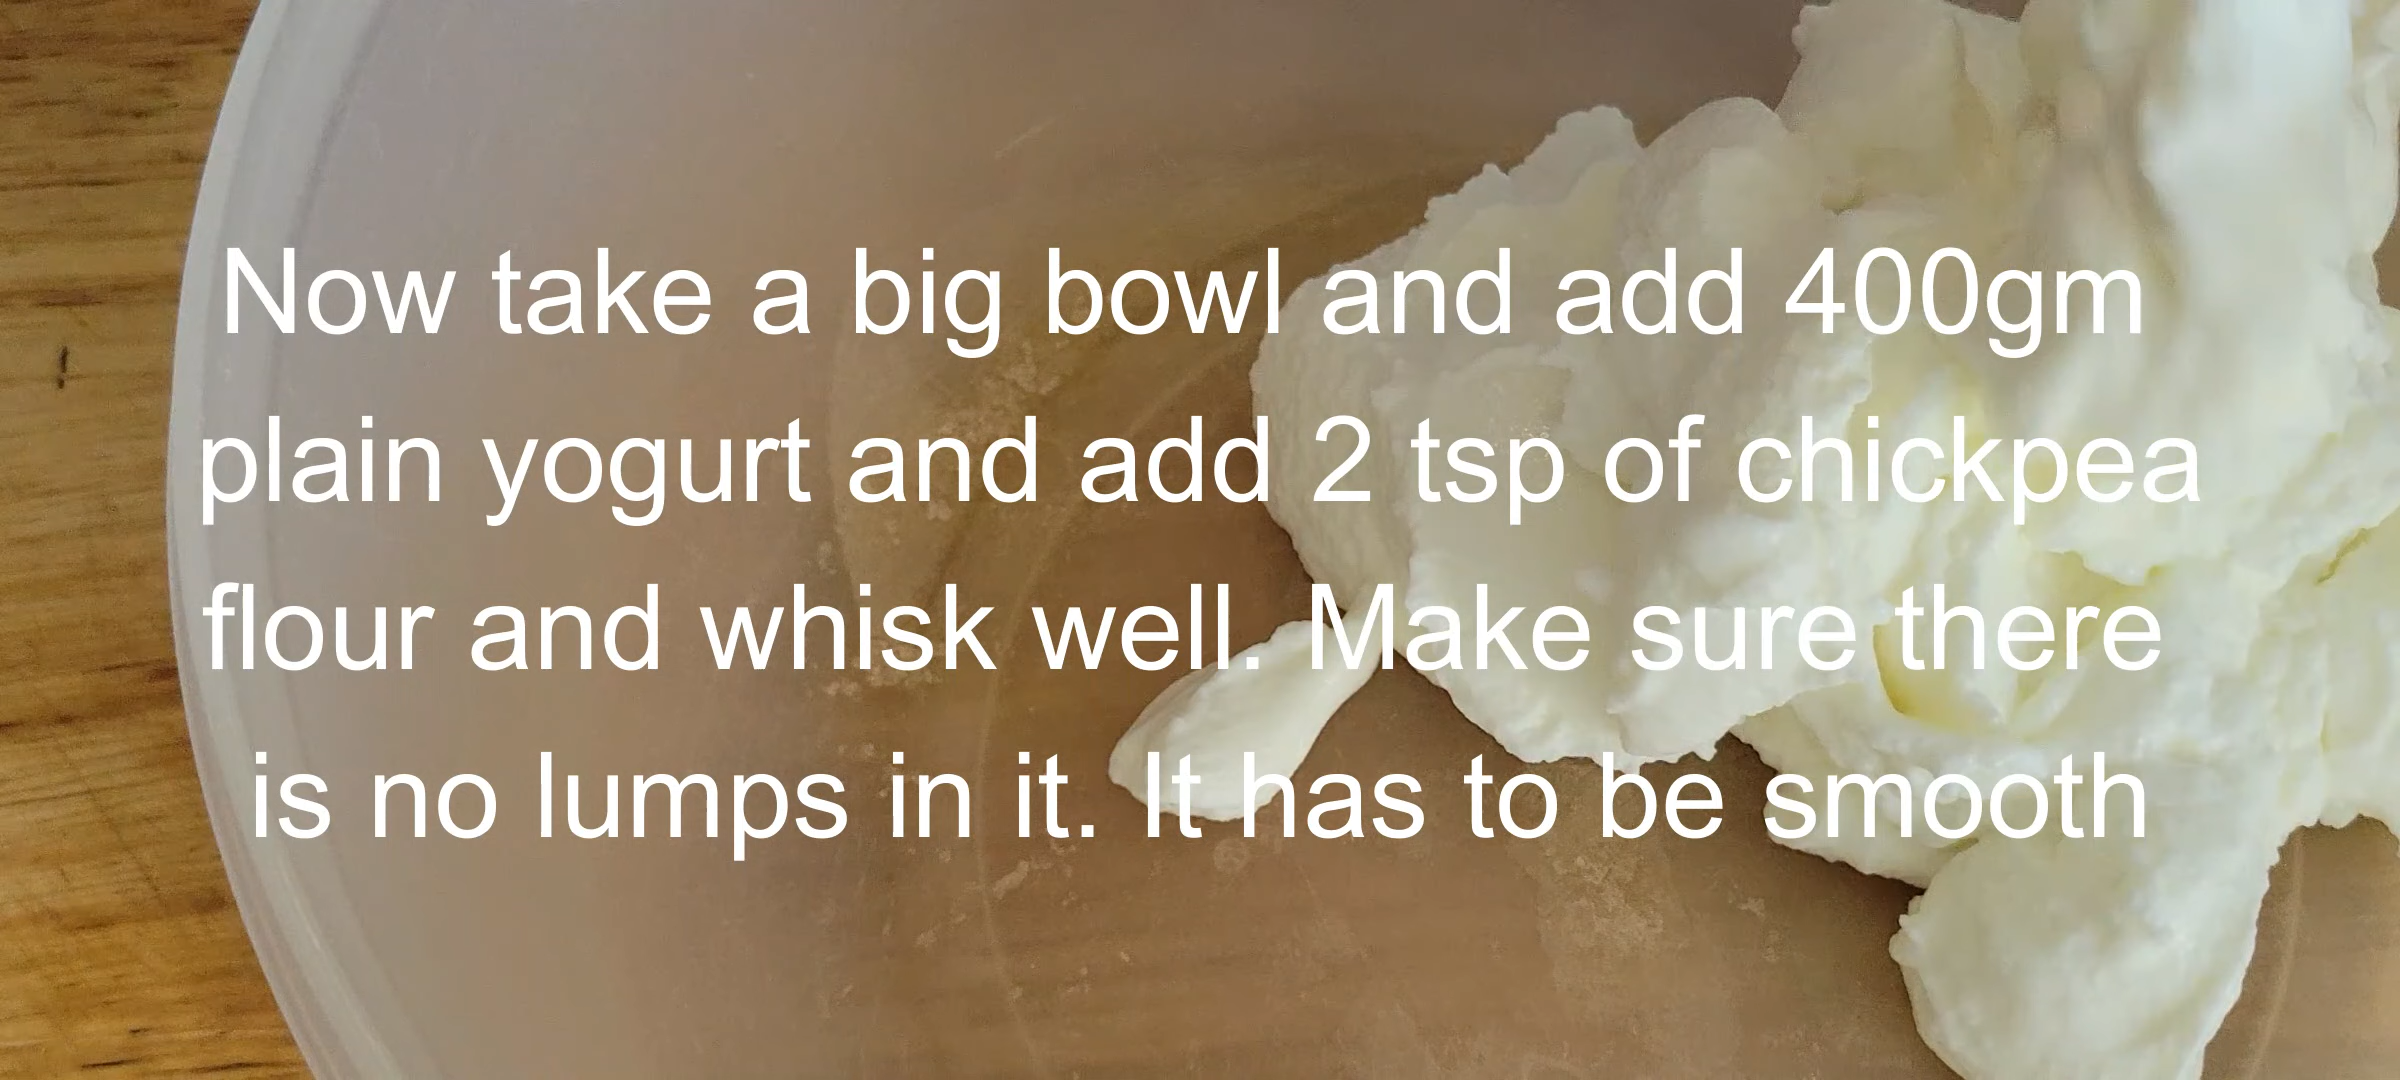 Now take a big bowl and add 400gm
plain yogurt and add 2 tsp of chickpea
flour and whisk well. Make sure there
is no lumps in it. It has to be smooth